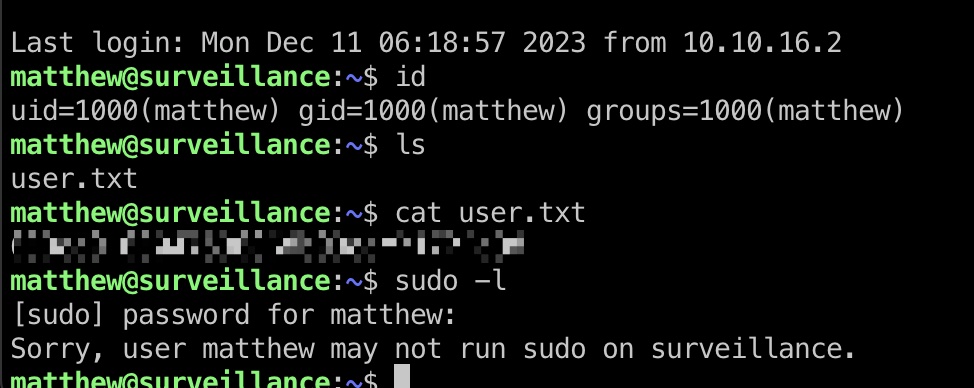 Last login: Mon Dec 11 06:18:57 2023 from 10.10.16.2
matthew@surveillance:~$ id
uid=1000(matthew) gid=1000(matthew) groups=1000(matthew)
matthew@surveillance:~$ ls
user.txt
matthew@surveillance:~$ cat user.txt
matthew@surveillance:~$ sudo -l
[sudo] password for matthew:
Sorry, user matthew may not run sudo on surveillance.
matthew@surveillance:~$